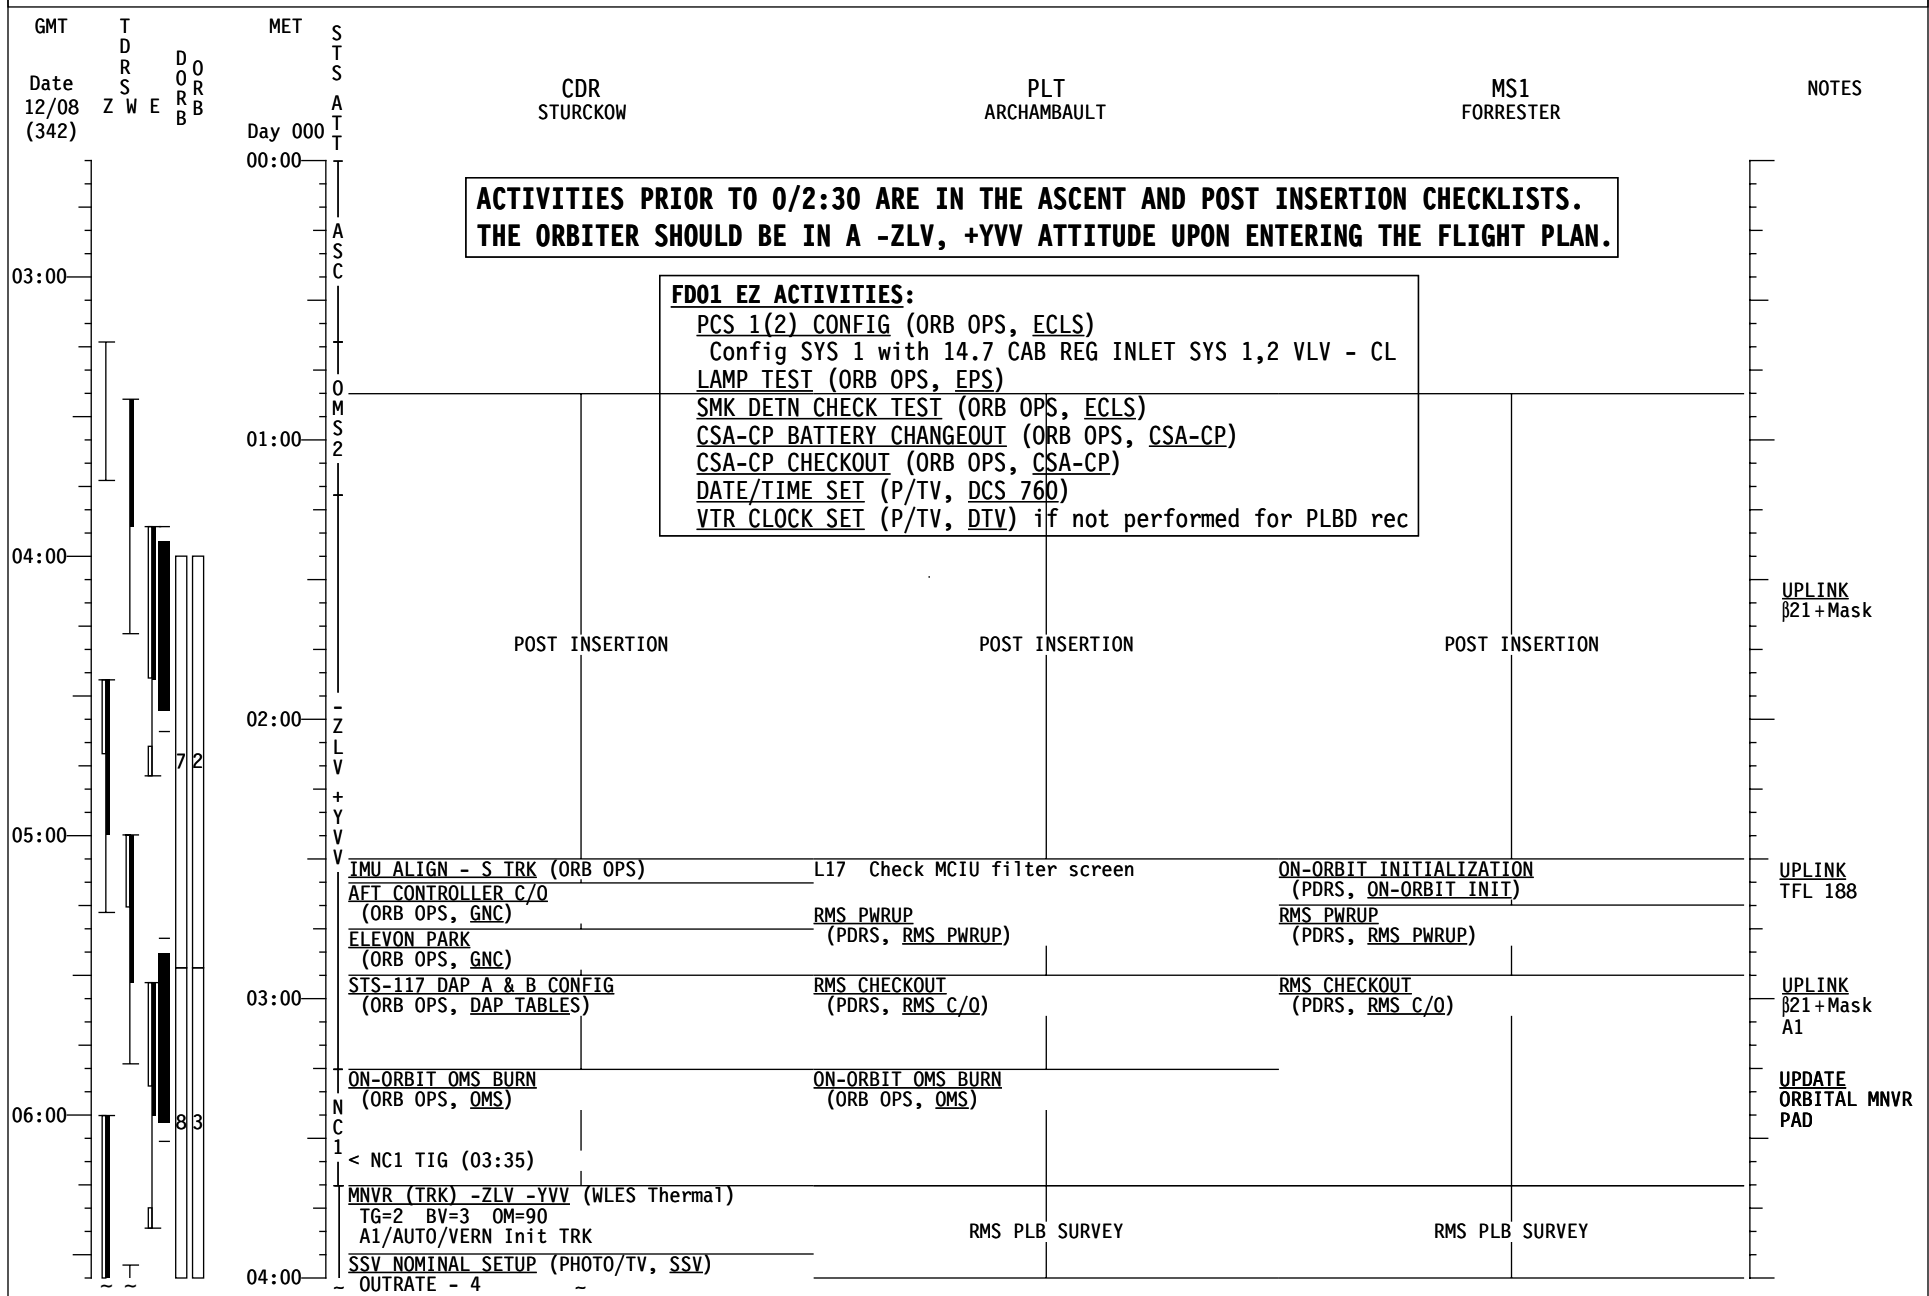 GMT
Date
12/08
(342)
TDRS
Z W E
DORB
ORB
MET
Day 000
STS ATT
CDR
STURCKOW
PLT
ARCHAMBAULT
MS1
FORRESTER
NOTES
00:00
ACTIVITIES PRIOR TO 0/2:30 ARE IN THE ASCENT AND POST INSERTION CHECKLISTS.
THE ORBITER SHOULD BE IN A -ZLV, +YVV ATTITUDE UPON ENTERING THE FLIGHT PLAN.
ASC
03:00
FD01 EZ ACTIVITIES:
PCS 1(2) CONFIG (ORB OPS, ECLS)
Config SYS 1 with 14.7 CAB REG INLET SYS 1,2 VLV - CL
LAMP TEST (ORB OPS, EPS)
SMK DETN CHECK TEST (ORB OPS, ECLS)
CSA-CP BATTERY CHANGEOUT (ORB OPS, CSA-CP)
CSA-CP CHECKOUT (ORB OPS, CSA-CP)
DATE/TIME SET (P/TV, DCS 760)
VTR CLOCK SET (P/TV, DTV) if not performed for PLBD rec
OMS2
01:00
04:00
UPLINK
β21+Mask
POST INSERTION
POST INSERTION
POST INSERTION
02:00
-ZLV +YVV
7 2
05:00
IMU ALIGN - S TRK (ORB OPS)
AFT CONTROLLER C/O
(ORB OPS, GNC)
ELEVON PARK
(ORB OPS, GNC)
L17 Check MCIU filter screen
RMS PWRUP
(PDRS, RMS PWRUP)
ON-ORBIT INITIALIZATION
(PDRS, ON-ORBIT INIT)
RMS PWRUP
(PDRS, RMS PWRUP)
UPLINK
TFL 188
03:00
STS-117 DAP A & B CONFIG
(ORB OPS, DAP TABLES)
RMS CHECKOUT
(PDRS, RMS C/O)
RMS CHECKOUT
(PDRS, RMS C/O)
UPLINK
β21+Mask
A1
06:00
8 3
NC1
ON-ORBIT OMS BURN
(ORB OPS, OMS)
ON-ORBIT OMS BURN
(ORB OPS, OMS)
UPDATE
ORBITAL MNVR
PAD
< NC1 TIG (03:35)
MNVR (TRK) -ZLV -YVV (WLES Thermal)
TG=2 BV=3 OM=90
A1/AUTO/VERN Init TRK
RMS PLB SURVEY
RMS PLB SURVEY
SSV NOMINAL SETUP (PHOTO/TV, SSV)
04:00
OUTRATE - 4
~ ~ ~ ~